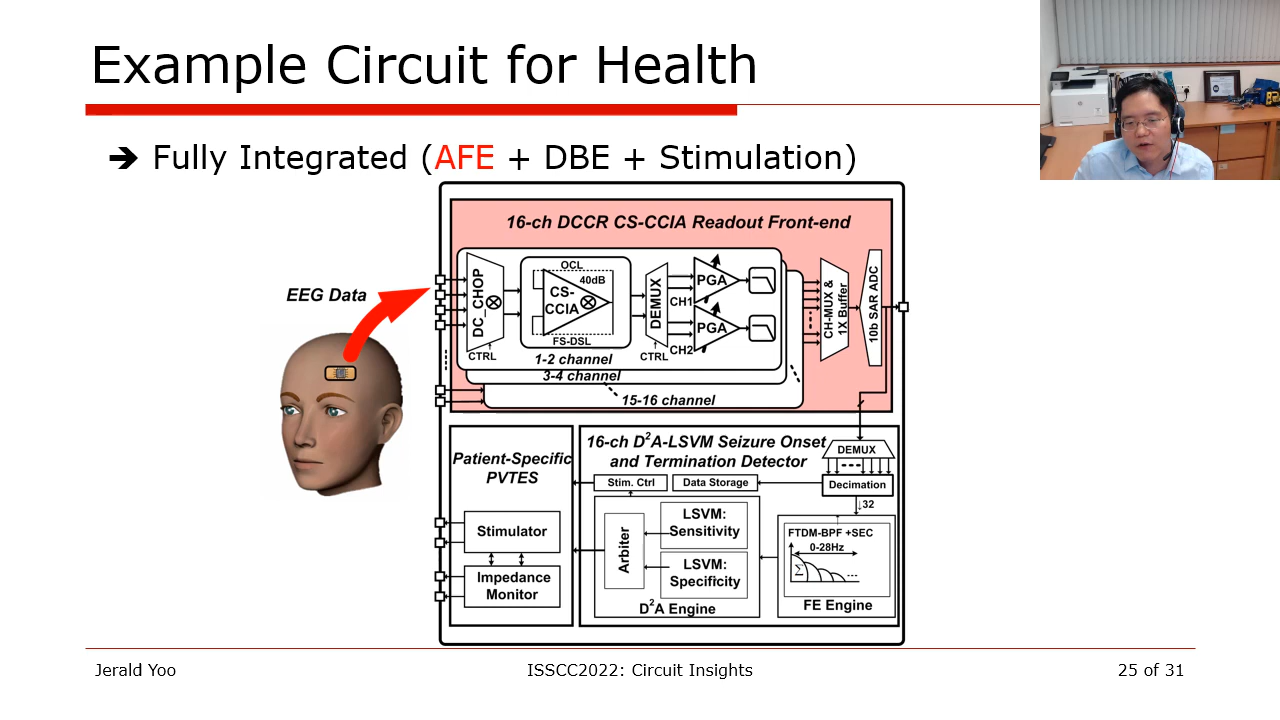 Example Circuit for Health
➔ Fully Integrated (AFE + DBE + Stimulation)
16-ch DCCR CS-CCIA Readout Front-end
EEG Data
DC_CHOP
CTRL
OCL
40dB
CS-
CCIA
FS-DSL
DEMUX
CTRL
PGA
CH1
PGA
CH2
1-2 channel
3-4 channel
15-16 channel
CH-MUX &
1X Buffer
10b SAR ADC
Patient-Specific
PVTES
Stimulator
Impedance
Monitor
16-ch D²A-LSVM Seizure Onset
and Termination Detector
DEMUX
Decimation
↓32
Stim. Ctrl
Data Storage
Arbiter
LSVM:
Sensitivity
LSVM:
Specificity
D²A Engine
FTDM-BPF +SEC
0-28Hz
Σ
FE Engine
Jerald Yoo
ISSCC2022: Circuit Insights
25 of 31